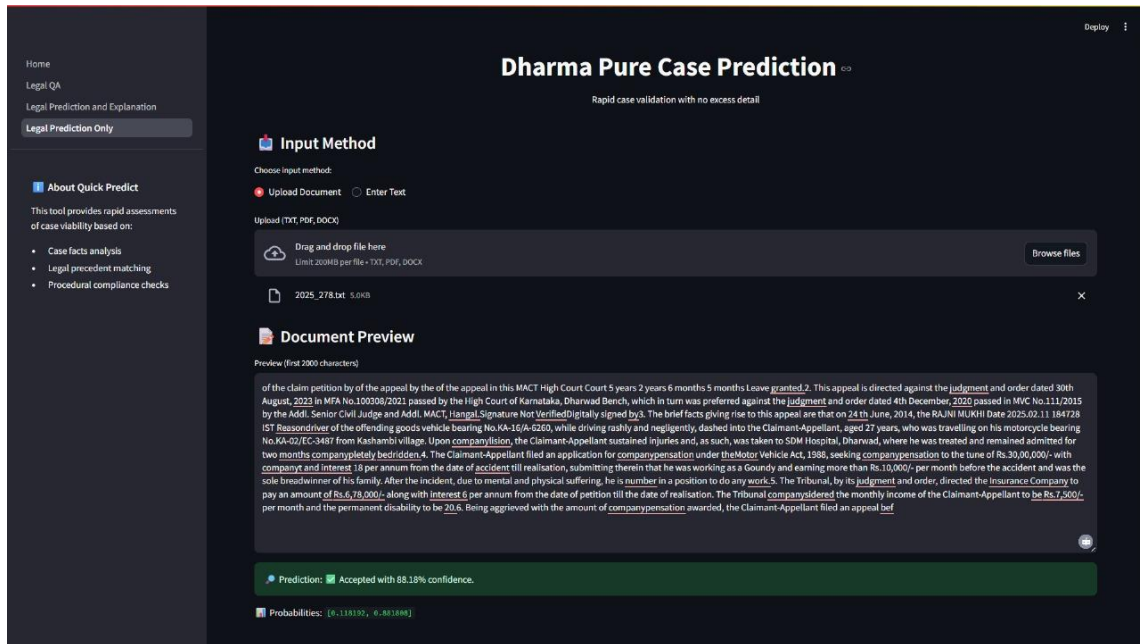 Deploy
Home
Legal QA
Legal Prediction and Explanation
Legal Prediction Only
About Quick Predict
This tool provides rapid assessments
of case viability based on:
• Case facts analysis
• Legal precedent matching
• Procedural compliance checks
Dharma Pure Case Prediction
Rapid case validation with no excess detail
Input Method
Choose input method:
Upload Document Enter Text
Upload (TXT, PDF, DOCX)
Drag and drop file here
Limit 200MB per file • TXT, PDF, DOCX
Browse files
2025_278.txt 5.0KB
Document Preview
Preview (first 2000 characters)
of the claim petition by of the appeal by the of the appeal in this MACT High Court Court 5 years 2 years 6 months 5 months Leave granted.2. This appeal is directed against the judgment and order dated 30th
August, 2023 in MFA No.100308/2021 passed by the High Court of Karnataka, Dharwad Bench, which in turn was preferred against the judgment and order dated 4th December, 2020 passed in MVC No.111/2015
by the Addl. Senior Civil Judge and Addl. MACT, Hangal.Signature Not VerifiedDigitally signed by3. The brief facts giving rise to this appeal are that on 24 th June, 2014, the RAJNI MUKHI Date 2025.02.11 184728
IST Reasondriver of the offending goods vehicle bearing No.KA-16/A-6260, while driving rashly and negligently, dashed into the Claimant-Appellant, aged 27 years, who was travelling on his motorcycle bearing
No.KA-02/EC-3487 from Kashambi village. Upon companylision, the Claimant-Appellant sustained injuries and, as such, was taken to SDM Hospital, Dharwad, where he was treated and remained admitted for
two months companypletely bedridden.4. The Claimant-Appellant filed an application for companypensation under theMotor Vehicle Act, 1988, seeking companypensation to the tune of Rs.30,00,000/- with
companyt and interest 18 per annum from the date of accident till realisation, submitting therein that he was working as a Goundy and earning more than Rs.10,000/- per month before the accident and was the
sole breadwinner of his family. After the incident, due to mental and physical suffering, he is number in a position to do any work.5. The Tribunal, by its judgment and order, directed the Insurance Company to
pay an amount of Rs.6,78,000/- along with interest 6 per annum from the date of petition till the date of realisation. The Tribunal companysidered the monthly income of the Claimant-Appellant to be Rs.7,500/-
per month and the permanent disability to be 20.6. Being aggrieved with the amount of companypensation awarded, the Claimant-Appellant filed an appeal bef
Prediction: Accepted with 88.18% confidence.
Probabilities: [0.118192, 0.881808]